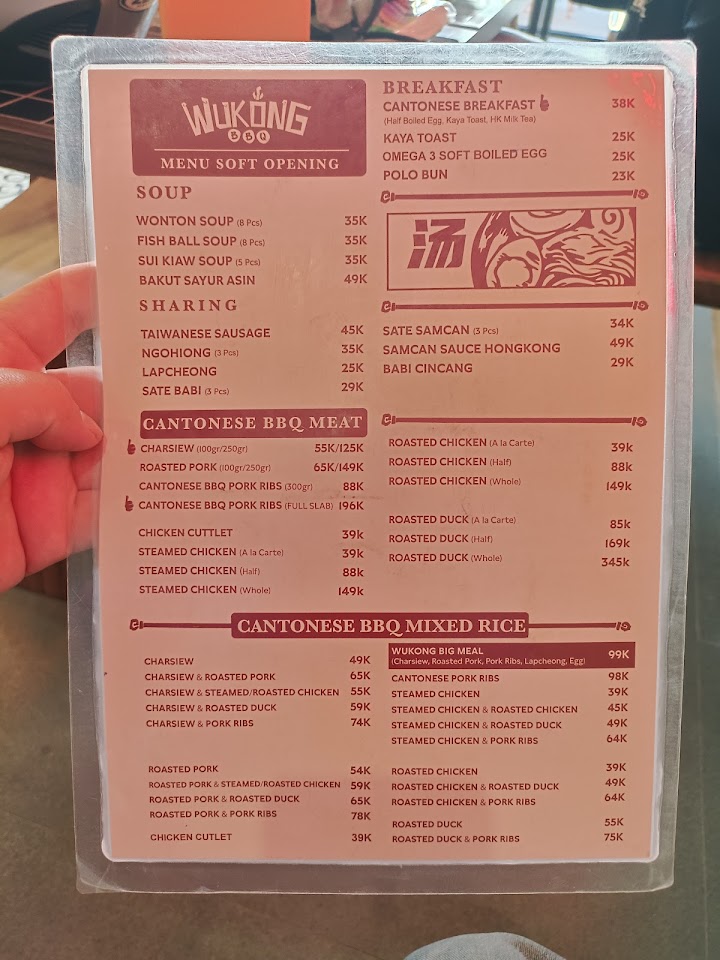 WUKONG
BBQ
MENU SOFT OPENING
SOUP
WONTON SOUP (8 Pcs) 35K
FISH BALL SOUP (8 Pcs) 35K
SUI KIAW SOUP (5 Pcs) 35K
BAKUT SAYUR ASIN 49K
SHARING
TAIWANESE SAUSAGE 45K
NGOHIONG (3 Pcs) 35K
LAPCHEONG 25K
SATE BABI (3 Pcs) 29K
BREAKFAST
CANTONESE BREAKFAST 38K
(Half Boiled Egg, Kaya Toast, HK Milk Tea)
KAYA TOAST 25K
OMEGA 3 SOFT BOILED EGG 25K
POLO BUN 23K
汤
SATE SAMCAN (3 Pcs) 34K
SAMCAN SAUCE HONGKONG 49K
BABI CINCANG 29K
CANTONESE BBQ MEAT
CHARSIEW (100gr/250gr) 55K/125K
ROASTED PORK (100gr/250gr) 65K/149K
CANTONESE BBQ PORK RIBS (300gr) 88K
CANTONESE BBQ PORK RIBS (FULL SLAB) 196K
CHICKEN CUTTLET 39k
STEAMED CHICKEN (A la Carte) 39k
STEAMED CHICKEN (Half) 88k
STEAMED CHICKEN (Whole) 149k
ROASTED CHICKEN (A la Carte) 39k
ROASTED CHICKEN (Half) 88k
ROASTED CHICKEN (Whole) 149k
ROASTED DUCK (A la Carte) 85k
ROASTED DUCK (Half) 169k
ROASTED DUCK (Whole) 345k
CANTONESE BBQ MIXED RICE
CHARSIEW 49K
CHARSIEW & ROASTED PORK 65K
CHARSIEW & STEAMED/ROASTED CHICKEN 55K
CHARSIEW & ROASTED DUCK 59K
CHARSIEW & PORK RIBS 74K
ROASTED PORK 54K
ROASTED PORK & STEAMED/ROASTED CHICKEN 59K
ROASTED PORK & ROASTED DUCK 65K
ROASTED PORK & PORK RIBS 78K
CHICKEN CUTLET 39K
WUKONG BIG MEAL 99K
(Charsiew, Roasted Pork, Pork Ribs, Lapcheong, Egg)
CANTONESE PORK RIBS 98K
STEAMED CHICKEN 39K
STEAMED CHICKEN & ROASTED CHICKEN 45K
STEAMED CHICKEN & ROASTED DUCK 49K
STEAMED CHICKEN & PORK RIBS 64K
ROASTED CHICKEN 39K
ROASTED CHICKEN & ROASTED DUCK 49K
ROASTED CHICKEN & PORK RIBS 64K
ROASTED DUCK 55K
ROASTED DUCK & PORK RIBS 75K